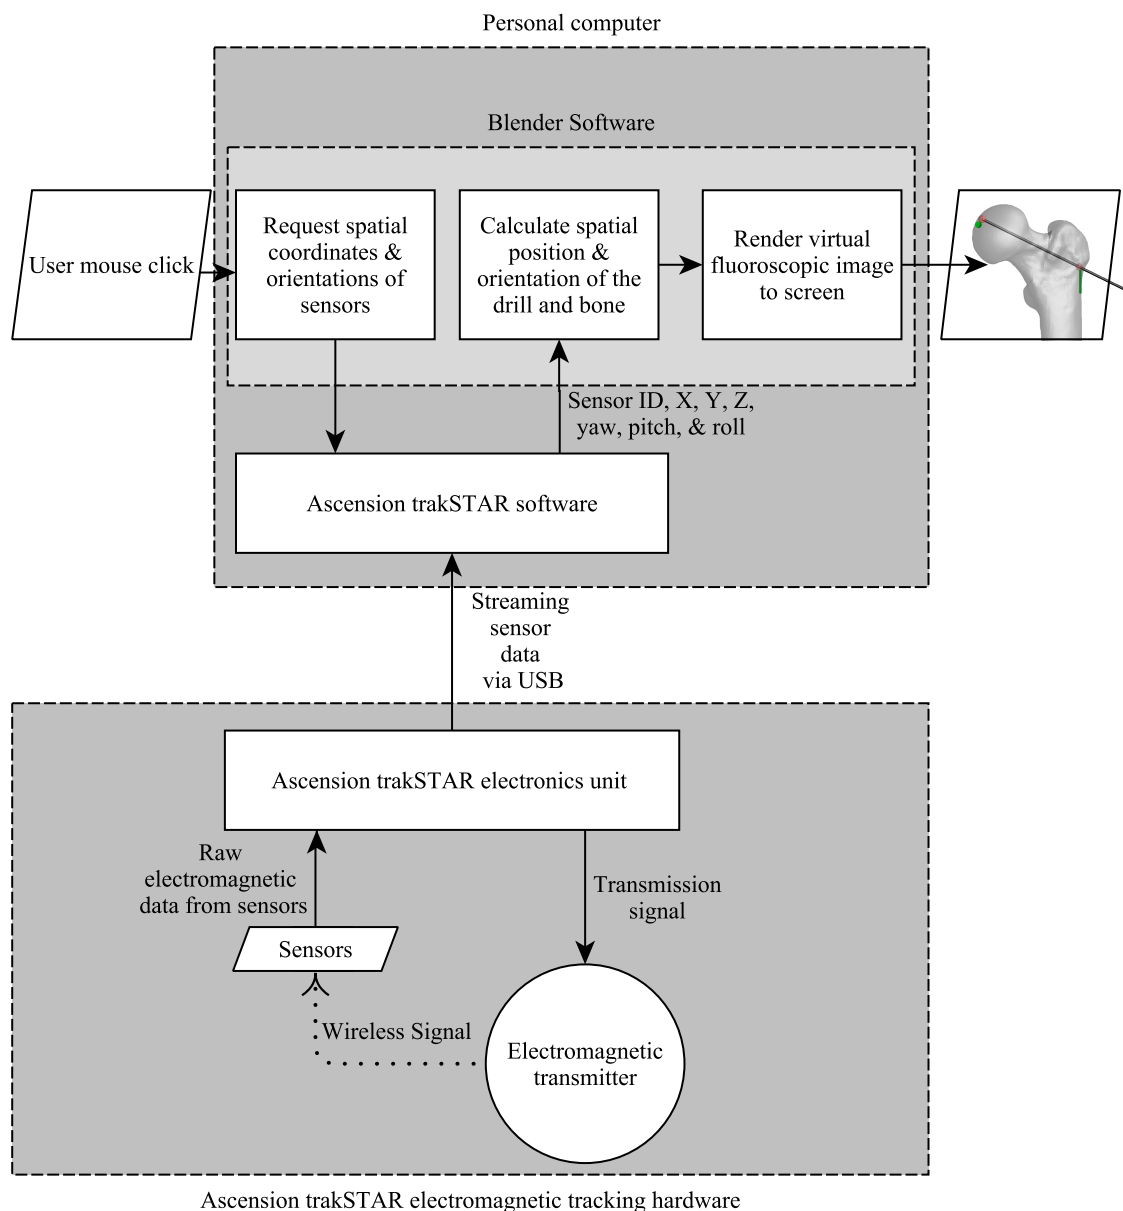 Personal computer
Blender Software
User mouse click
Request spatial
coordinates &
orientations of
sensors
Calculate spatial
position &
orientation of the
drill and bone
Render virtual
fluoroscopic image
to screen
Sensor ID, X, Y, Z,
yaw, pitch, & roll
Ascension trakSTAR software
Streaming
sensor
data
via USB
Ascension trakSTAR electronics unit
Raw
electromagnetic
data from sensors
Transmission
signal
Sensors
Wireless Signal
Electromagnetic
transmitter
Ascension trakSTAR electromagnetic tracking hardware